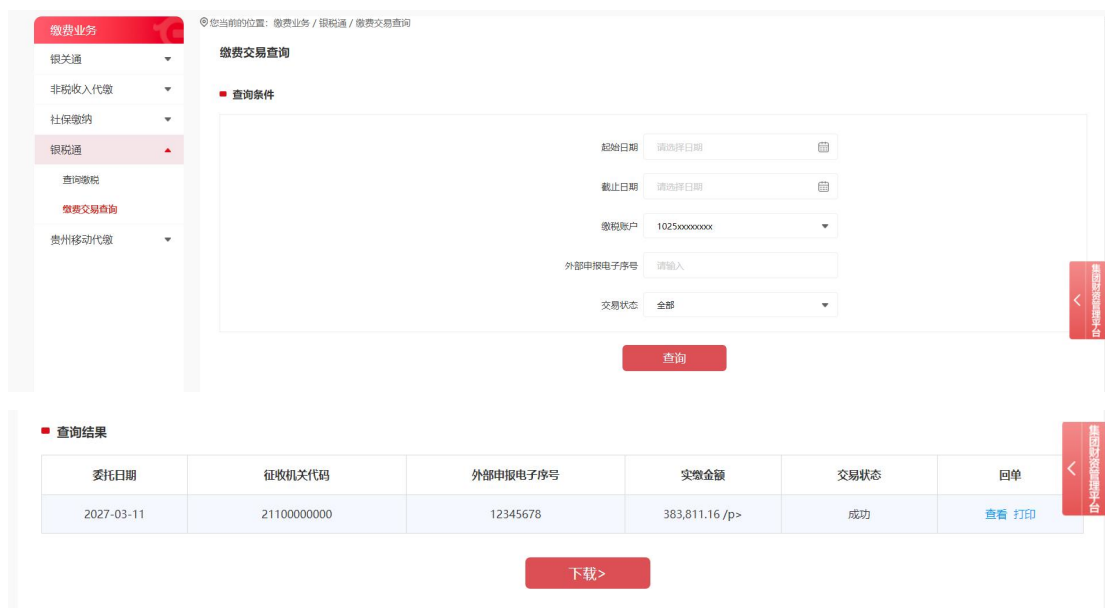 缴费业务
银关通
非税收入代缴
社保缴纳
银税通
查询缴税
缴费交易查询
贵州移动代缴
您当前的位置：缴费业务 / 银税通 / 缴费交易查询
缴费交易查询
查询条件
起始日期 请选择日期
截止日期 请选择日期
缴税账户 1025xxxxxxxx
外部申报电子序号 请输入
交易状态 全部
查询
集团财资管理平台
查询结果
委托日期 征收机关代码 外部申报电子序号 实缴金额 交易状态 回单
2027-03-11 21100000000 12345678 383,811.16 /p> 成功 查看 打印
下载>
集团财资管理平台